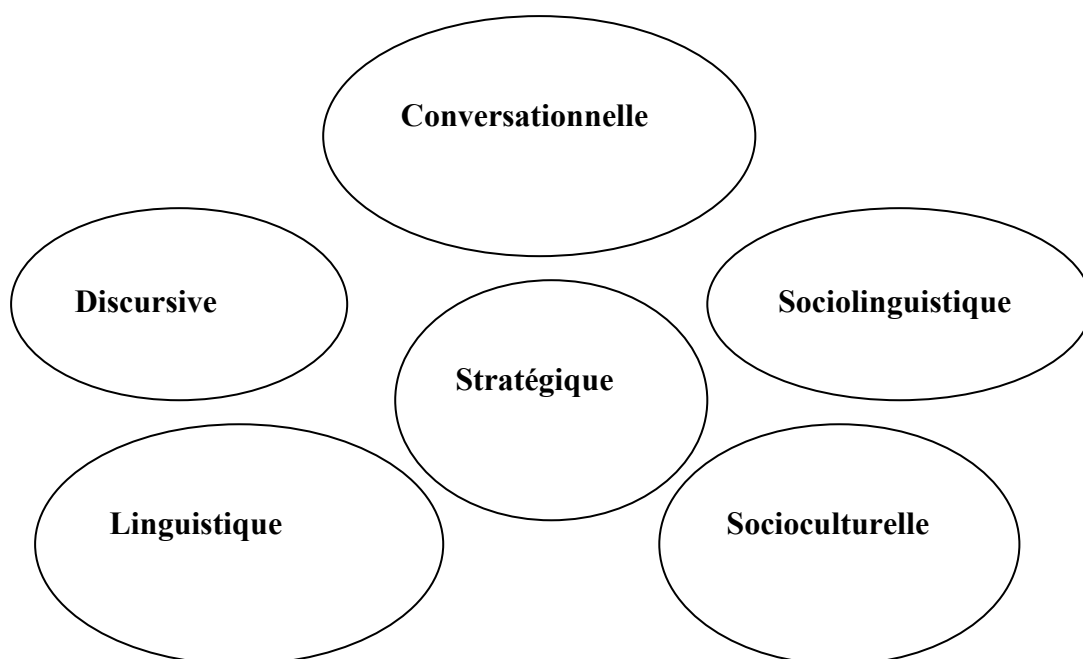 Conversationnelle
Discursive
Sociolinguistique
Stratégique
Linguistique
Socioculturelle